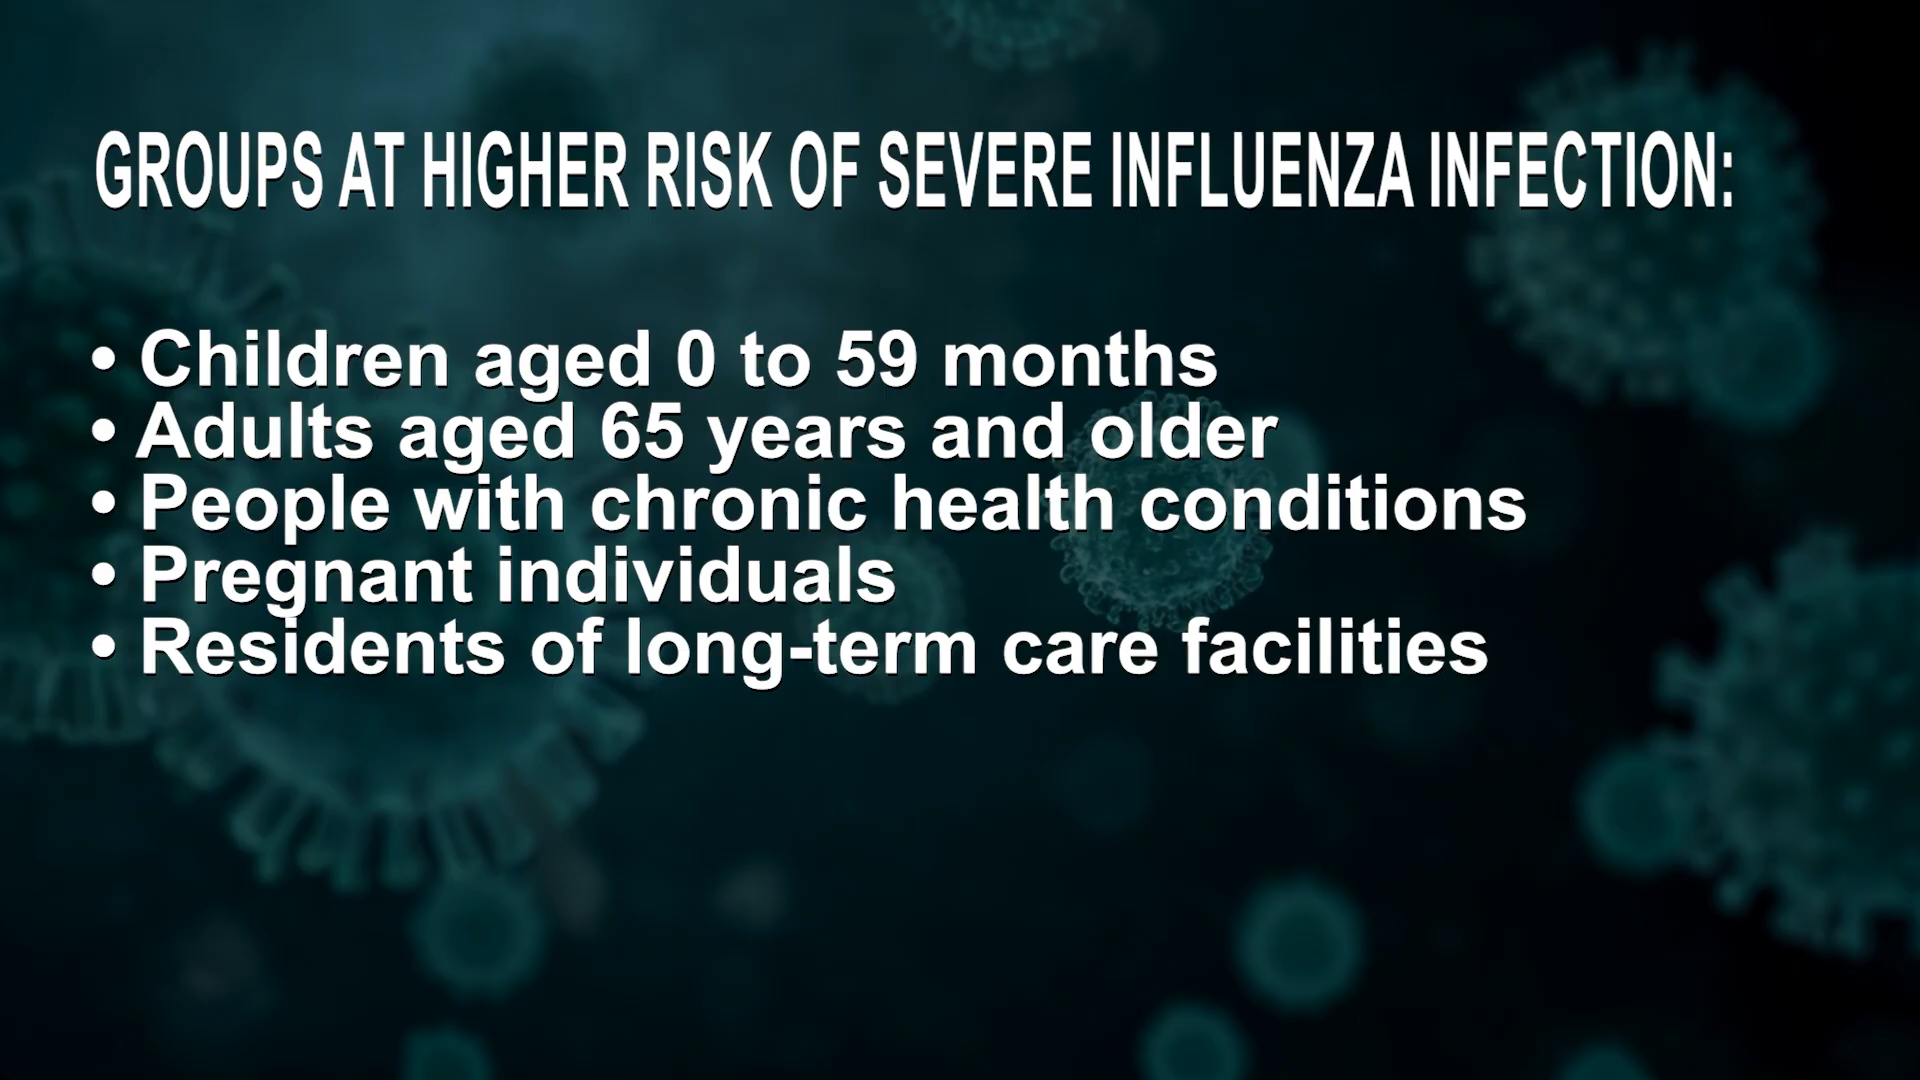 GROUPS AT HIGHER RISK OF SEVERE INFLUENZA INFECTION:
• Children aged 0 to 59 months
• Adults aged 65 years and older
• People with chronic health conditions
• Pregnant individuals
• Residents of long-term care facilities